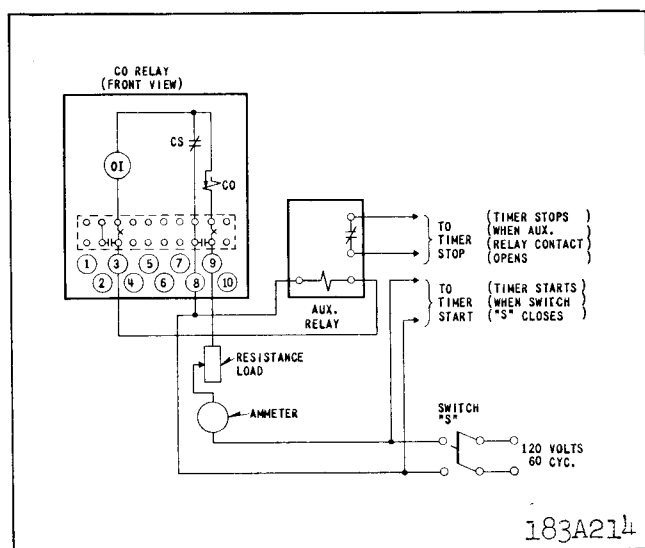 CO RELAY
(FRONT VIEW)
CS
OI
CO
1 3 5 7 9
2 4 6 8 10
AUX.
RELAY
TO
TIMER
STOP
(TIMER STOPS)
(WHEN AUX.)
(RELAY CONTACT)
(OPENS)
TO
TIMER
START
(TIMER STARTS)
(WHEN SWITCH)
("S" CLOSES)
RESISTANCE
LOAD
AMMETER
SWITCH
"S"
120 VOLTS
60 CYC.
183A214